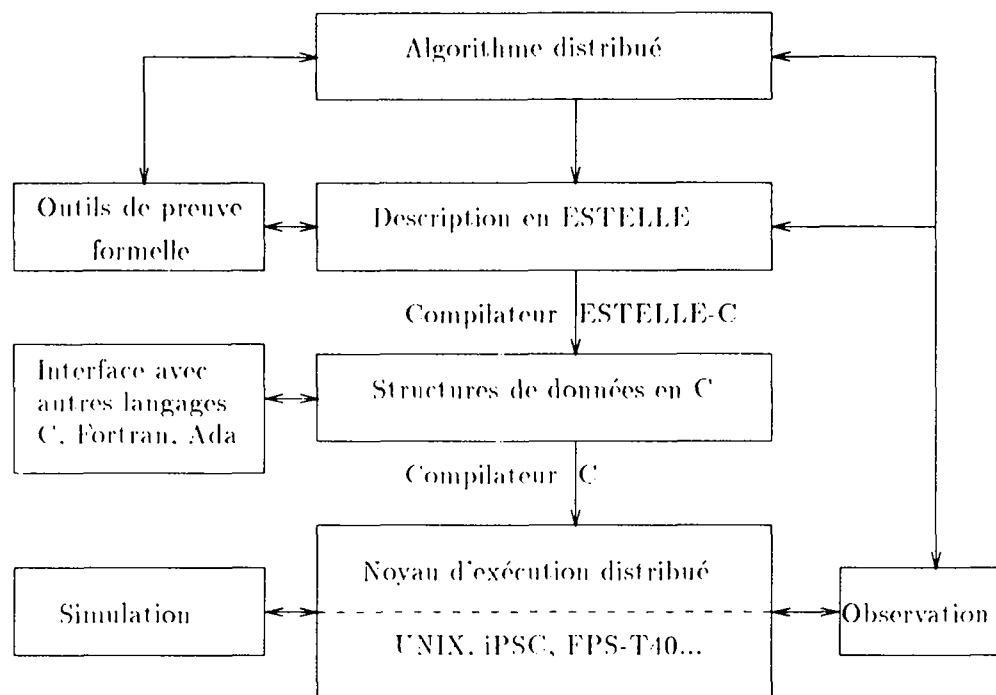 Algorithme distribué
Outils de preuve
formelle
Description en ESTELLE
Compilateur ESTELLE-C
Interface avec
autres langages
C, Fortran, Ada
Structures de données en C
Compilateur C
Noyau d'exécution distribué
Simulation
Observation
UNIX, iPSC, FPS-T40...